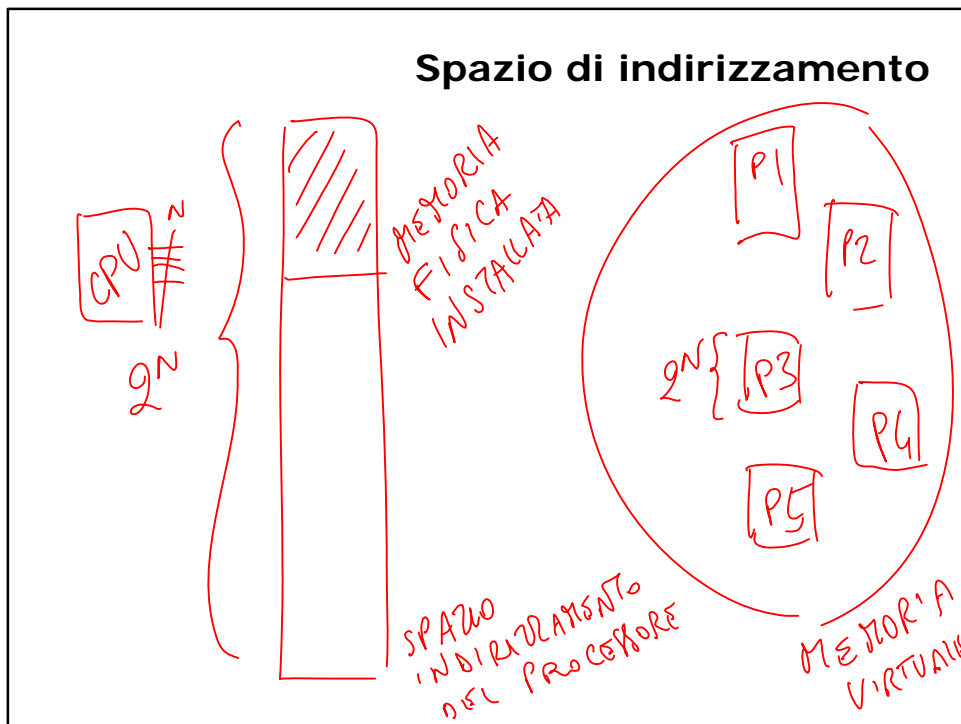 Spazio di indirizzamento
CPU
N
2^N
MEMORIA
FISICA
INSTALLATA
SPAZIO
INDIRIZZAMENTO
DEL PROCESSORE
P1
P2
2^N { P3
P4
P5
MEMORIA
VIRTUALE